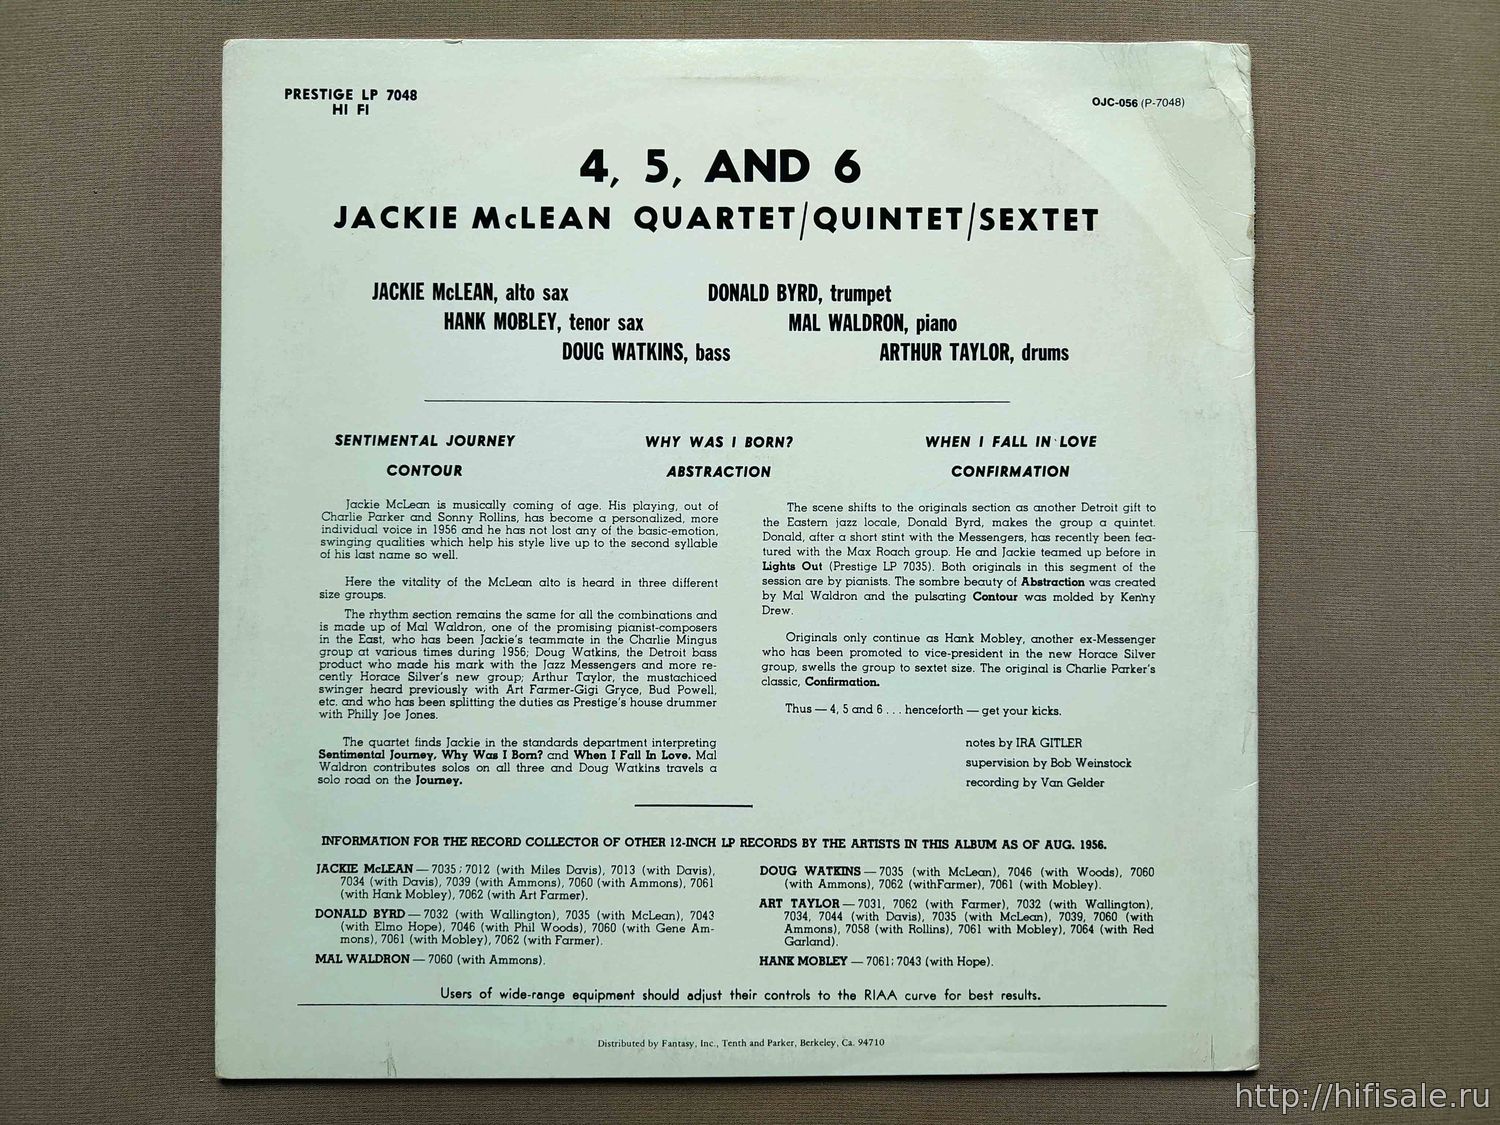 PRESTIGE LP 7048
HI FI
OJC-056 (P-7048)
4, 5, AND 6
JACKIE McLEAN QUARTET/QUINTET/SEXTET
JACKIE McLEAN, alto sax
DONALD BYRD, trumpet
HANK MOBLEY, tenor sax
MAL WALDRON, piano
DOUG WATKINS, bass
ARTHUR TAYLOR, drums
SENTIMENTAL JOURNEY
WHY WAS I BORN?
WHEN I FALL IN LOVE
CONTOUR
ABSTRACTION
CONFIRMATION
Jackie McLean is musically coming of age. His playing, out of
Charlie Parker and Sonny Rollins, has become a personalized, more
individual voice in 1956 and he has not lost any of the basic-emotion,
swinging qualities which help his style live up to the second syllable
of his last name so well.
Here the vitality of the McLean alto is heard in three different
size groups.
The rhythm section remains the same for all the combinations and
is made up of Mal Waldron, one of the promising pianist-composers
in the East, who has been Jackie's teammate in the Charlie Mingus
group at various times during 1956; Doug Watkins, the Detroit bass
product who made his mark with the Jazz Messengers and more re-
cently Horace Silver's new group; Arthur Taylor, the mustachioed
swinger heard previously with Art Farmer-Gigi Gryce, Bud Powell,
etc. and who has been splitting the duties as Prestige's house drummer
with Philly Joe Jones.
The quartet finds Jackie in the standards department interpreting
Sentimental Journey, Why Was I Born? and When I Fall In Love. Mal
Waldron contributes solos on all three and Doug Watkins travels a
solo road on the Journey.
The scene shifts to the originals section as another Detroit gift to
the Eastern jazz locale, Donald Byrd, makes the group a quintet.
Donald, after a short stint with the Messengers, has recently been fea-
tured with the Max Roach group. He and Jackie teamed up before in
Lights Out (Prestige LP 7035). Both originals in this segment of the
session are by pianists. The sombre beauty of Abstraction was created
by Mal Waldron and the pulsating Contour was molded by Kenny
Drew.
Originals only continue as Hank Mobley, another ex-Messenger
who has been promoted to vice-president in the new Horace Silver
group, swells the group to sextet size. The original is Charlie Parker's
classic, Confirmation.
Thus — 4, 5 and 6 . . . henceforth — get your kicks.
notes by IRA GITLER
supervision by Bob Weinstock
recording by Van Gelder
INFORMATION FOR THE RECORD COLLECTOR OF OTHER 12-INCH LP RECORDS BY THE ARTISTS IN THIS ALBUM AS OF AUG. 1956.
JACKIE McLEAN — 7035; 7012 (with Miles Davis), 7013 (with Davis),
7034 (with Davis), 7039 (with Ammons), 7060 (with Ammons), 7061
(with Hank Mobley), 7062 (with Art Farmer).
DONALD BYRD — 7032 (with Wallington), 7035 (with McLean), 7043
(with Elmo Hope), 7046 (with Phil Woods), 7060 (with Gene Am-
mons), 7061 (with Mobley), 7062 (with Farmer).
MAL WALDRON — 7060 (with Ammons).
DOUG WATKINS — 7035 (with McLean), 7046 (with Woods), 7060
(with Ammons), 7062 (withFarmer), 7061 (with Mobley).
ART TAYLOR — 7031, 7062 (with Farmer), 7032 (with Wallington),
7034, 7044 (with Davis), 7035 (with McLean), 7039, 7060 (with
Ammons), 7058 (with Rollins), 7061 with Mobley), 7064 (with Red
Garland).
HANK MOBLEY — 7061; 7043 (with Hope).
Users of wide-range equipment should adjust their controls to the RIAA curve for best results.
Distributed by Fantasy, Inc., Tenth and Parker, Berkeley, Ca. 94710
http://hifisale.ru